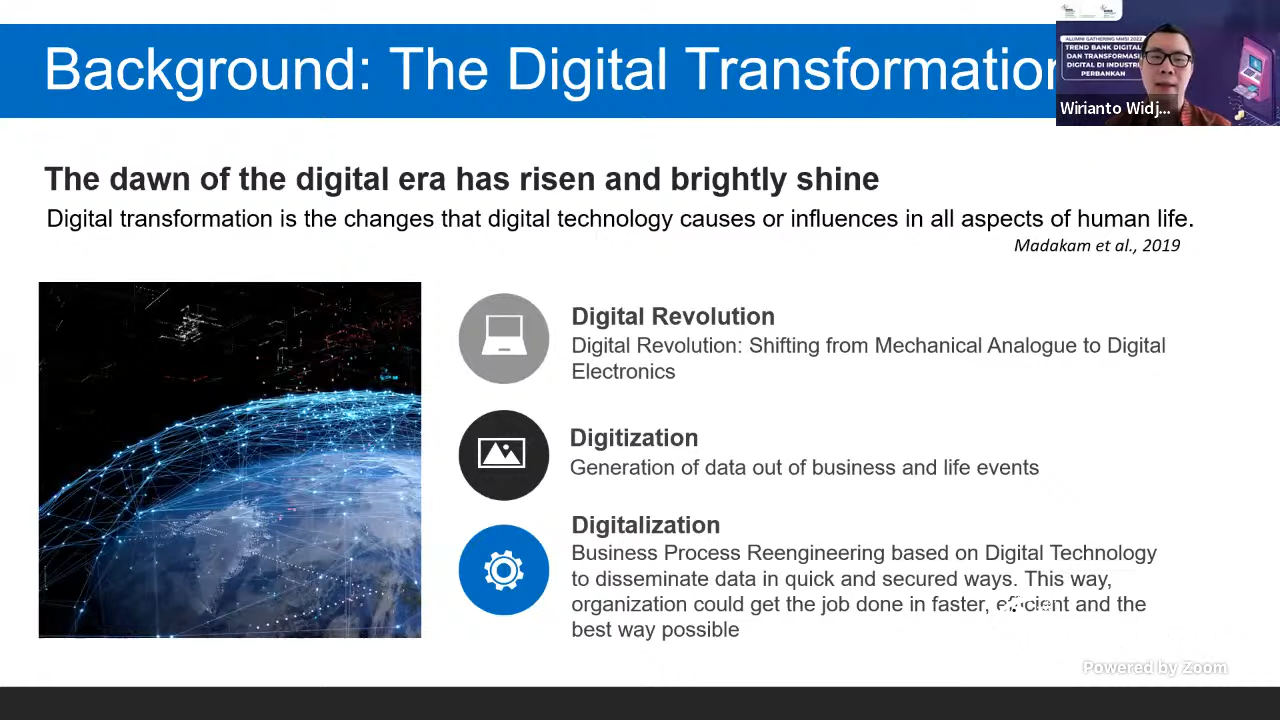 Background: The Digital Transformation
ALUMNI GATHERING MMSI 2022
TREND BANK DIGITAL
DAN TRANSFORMASI
DIGITAL DI INDUSTRI
PERBANKAN
Wirianto Widj...
The dawn of the digital era has risen and brightly shine
Digital transformation is the changes that digital technology causes or influences in all aspects of human life.
Madakam et al., 2019
Digital Revolution
Digital Revolution: Shifting from Mechanical Analogue to Digital
Electronics
Digitization
Generation of data out of business and life events
Digitalization
Business Process Reengineering based on Digital Technology
to disseminate data in quick and secured ways. This way,
organization could get the job done in faster, efficient and the
best way possible
Powered by Zoom